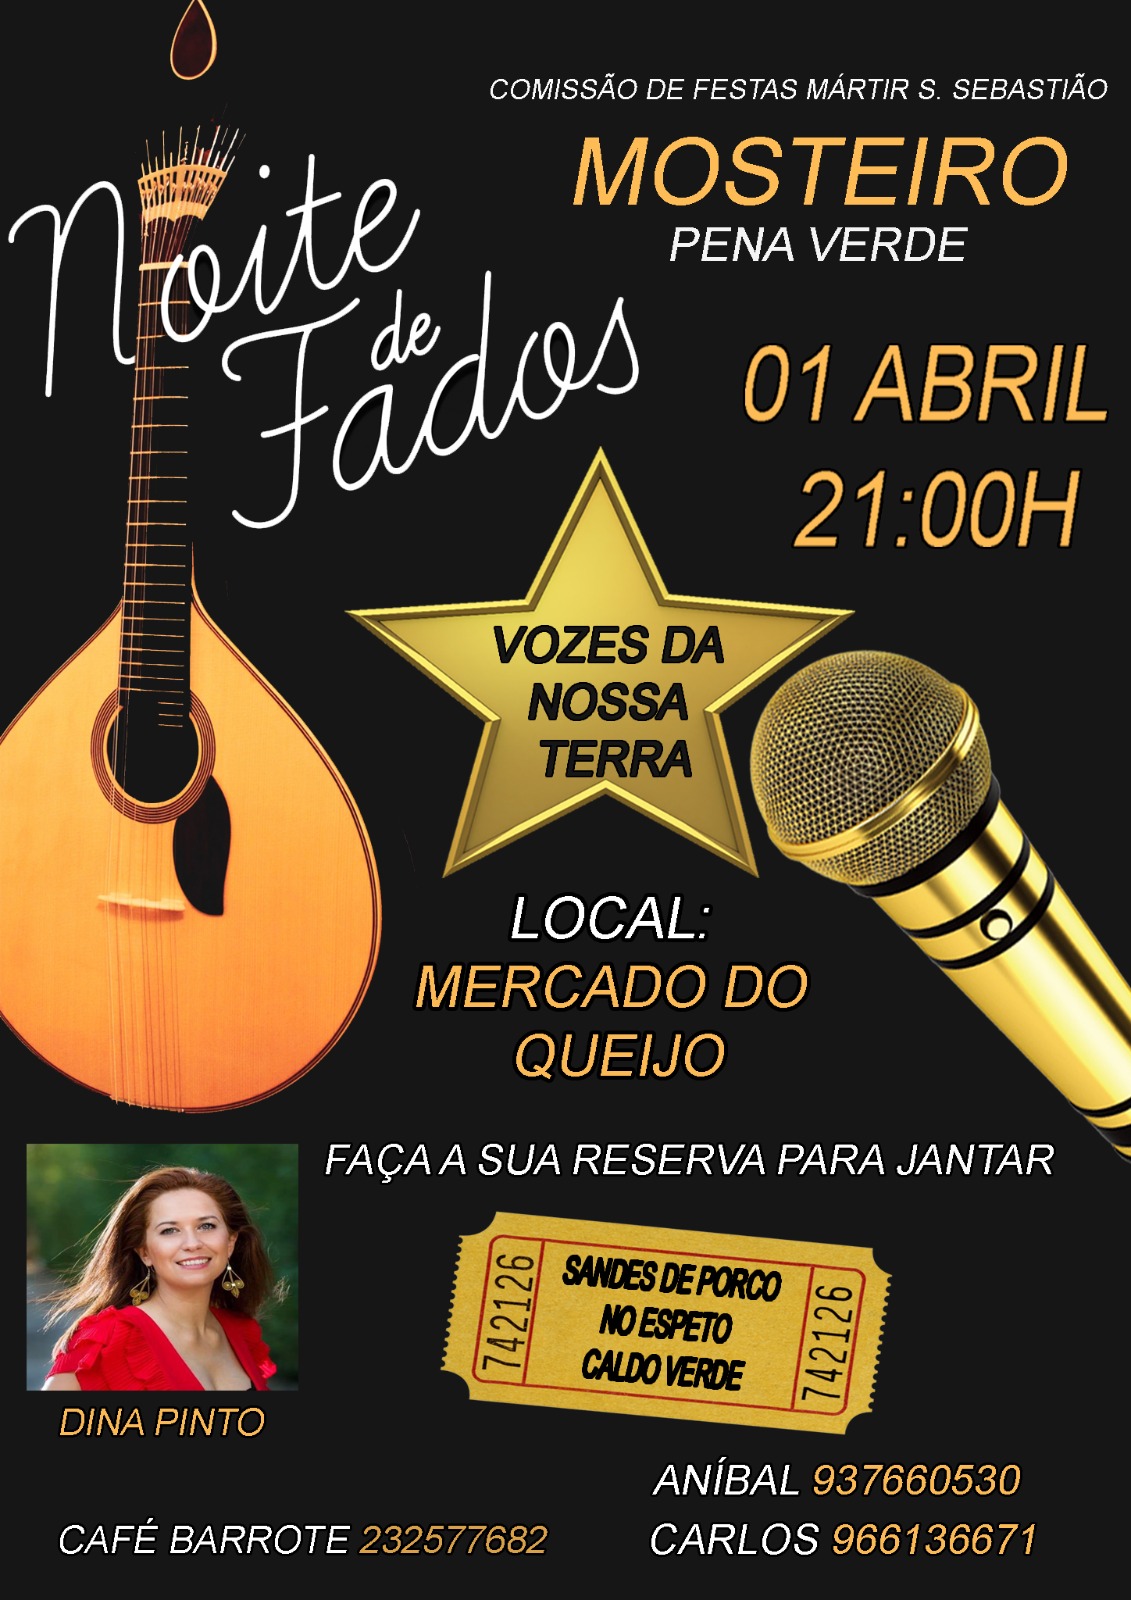 COMISSÃO DE FESTAS MÁRTIR S. SEBASTIÃO
MOSTEIRO
PENA VERDE
Noite
de
Fados
01 ABRIL
21:00H
VOZES DA
NOSSA
TERRA
LOCAL:
MERCADO DO
QUEIJO
FAÇA A SUA RESERVA PARA JANTAR
742126
SANDES DE PORCO
NO ESPETO
CALDO VERDE
742126
DINA PINTO
ANÍBAL 937660530
CAFÉ BARROTE 232577682
CARLOS 966136671